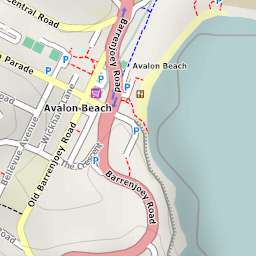 Central Road
Barrenjoey Road
Avalon Beach
Parade
Avalon Beach
Wickham Lane
Bellevue Avenue
Old Barrenjoey Road
The Crescent
Barrenjoey Road